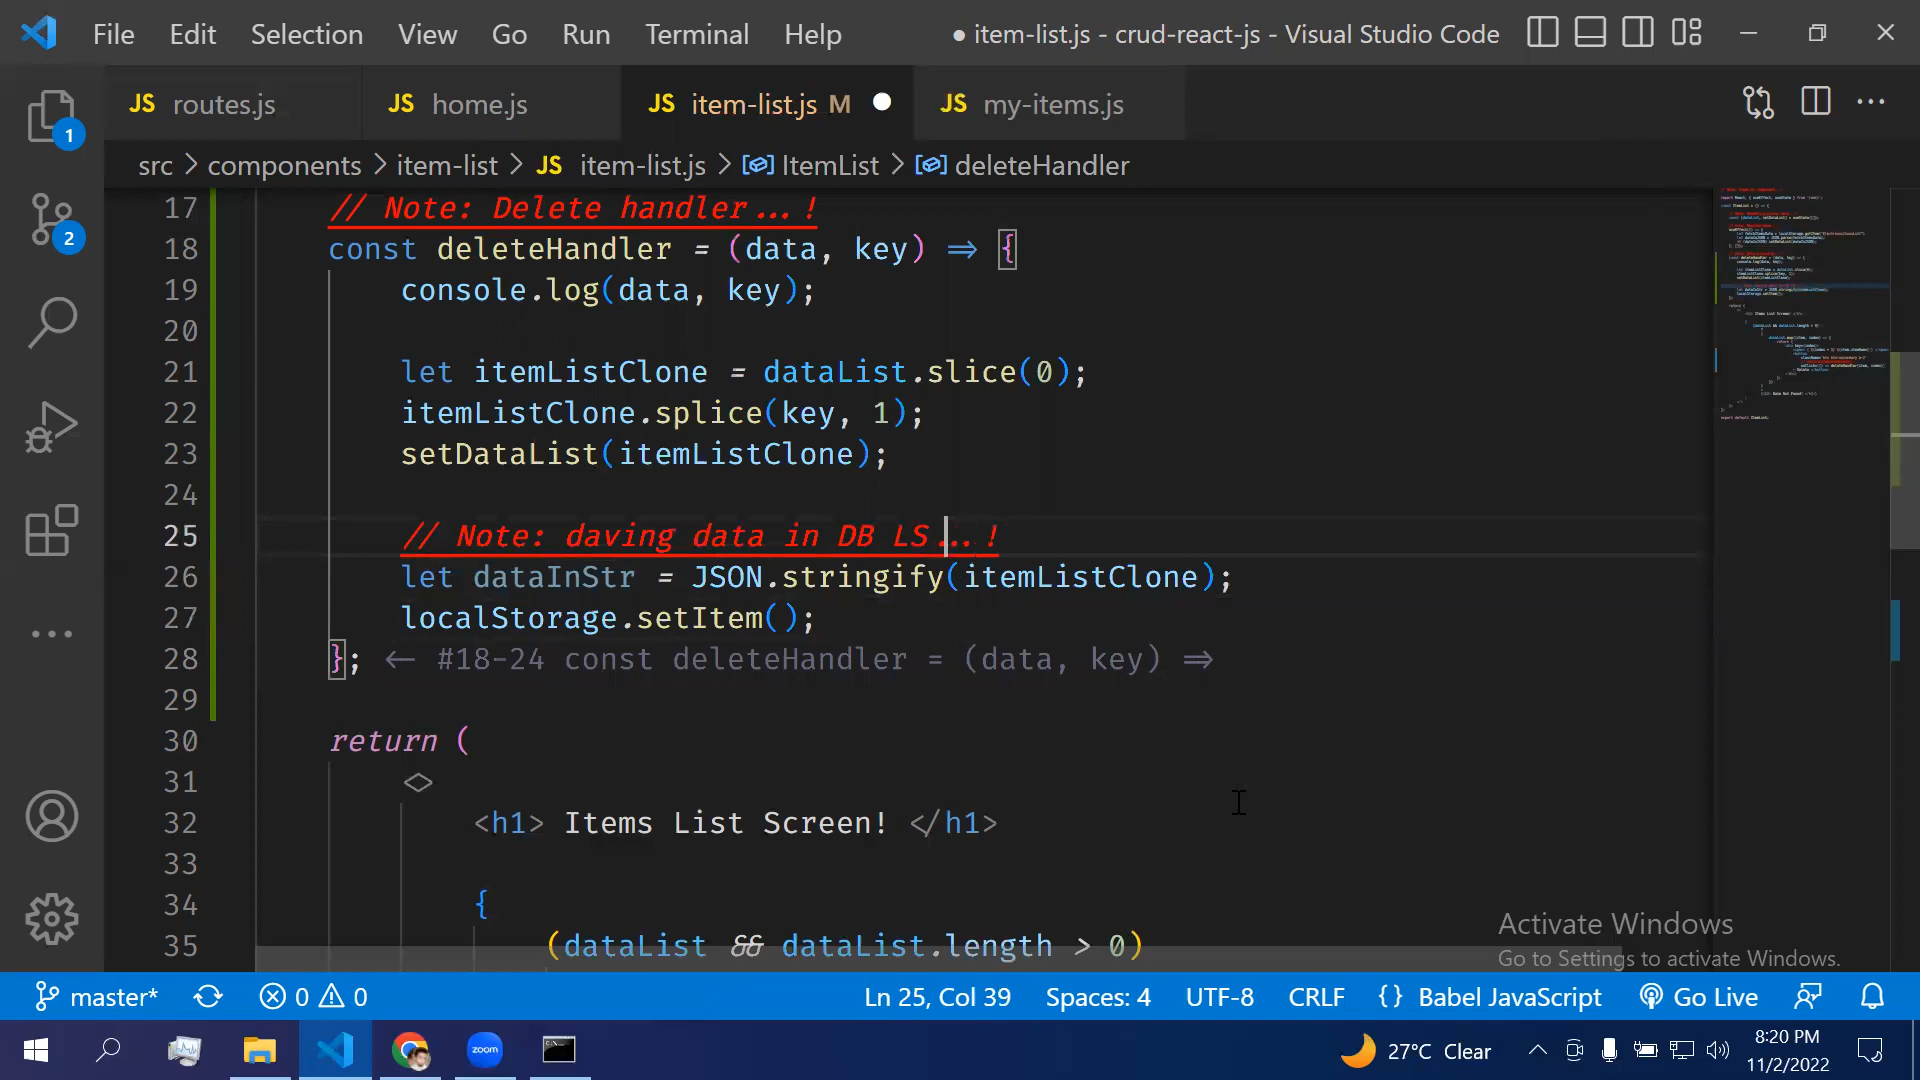 File Edit Selection View Go Run Terminal Help ● item-list.js - crud-react-js - Visual Studio Code
JS routes.js JS home.js JS item-list.js M JS my-items.js
src > components > item-list > JS item-list.js > ItemList > deleteHandler
17 // Note: Delete handler...!
18 const deleteHandler = (data, key) => {
19 console.log(data, key);
20
21 let itemListClone = dataList.slice(0);
22 itemListClone.splice(key, 1);
23 setDataList(itemListClone);
24
25 // Note: daving data in DB LS...!
26 let dataInStr = JSON.stringify(itemListClone);
27 localStorage.setItem();
28 }; <- #18-24 const deleteHandler = (data, key) =>
29
30 return (
31 <>
32 <h1> Items List Screen! </h1>
33
34 {
35 (dataList && dataList.length > 0)
1
2
Activate Windows
Go to Settings to activate Windows.
master* 0 0 Ln 25, Col 39 Spaces: 4 UTF-8 CRLF {} Babel JavaScript Go Live
zoom 27°C Clear 8:20 PM
11/2/2022